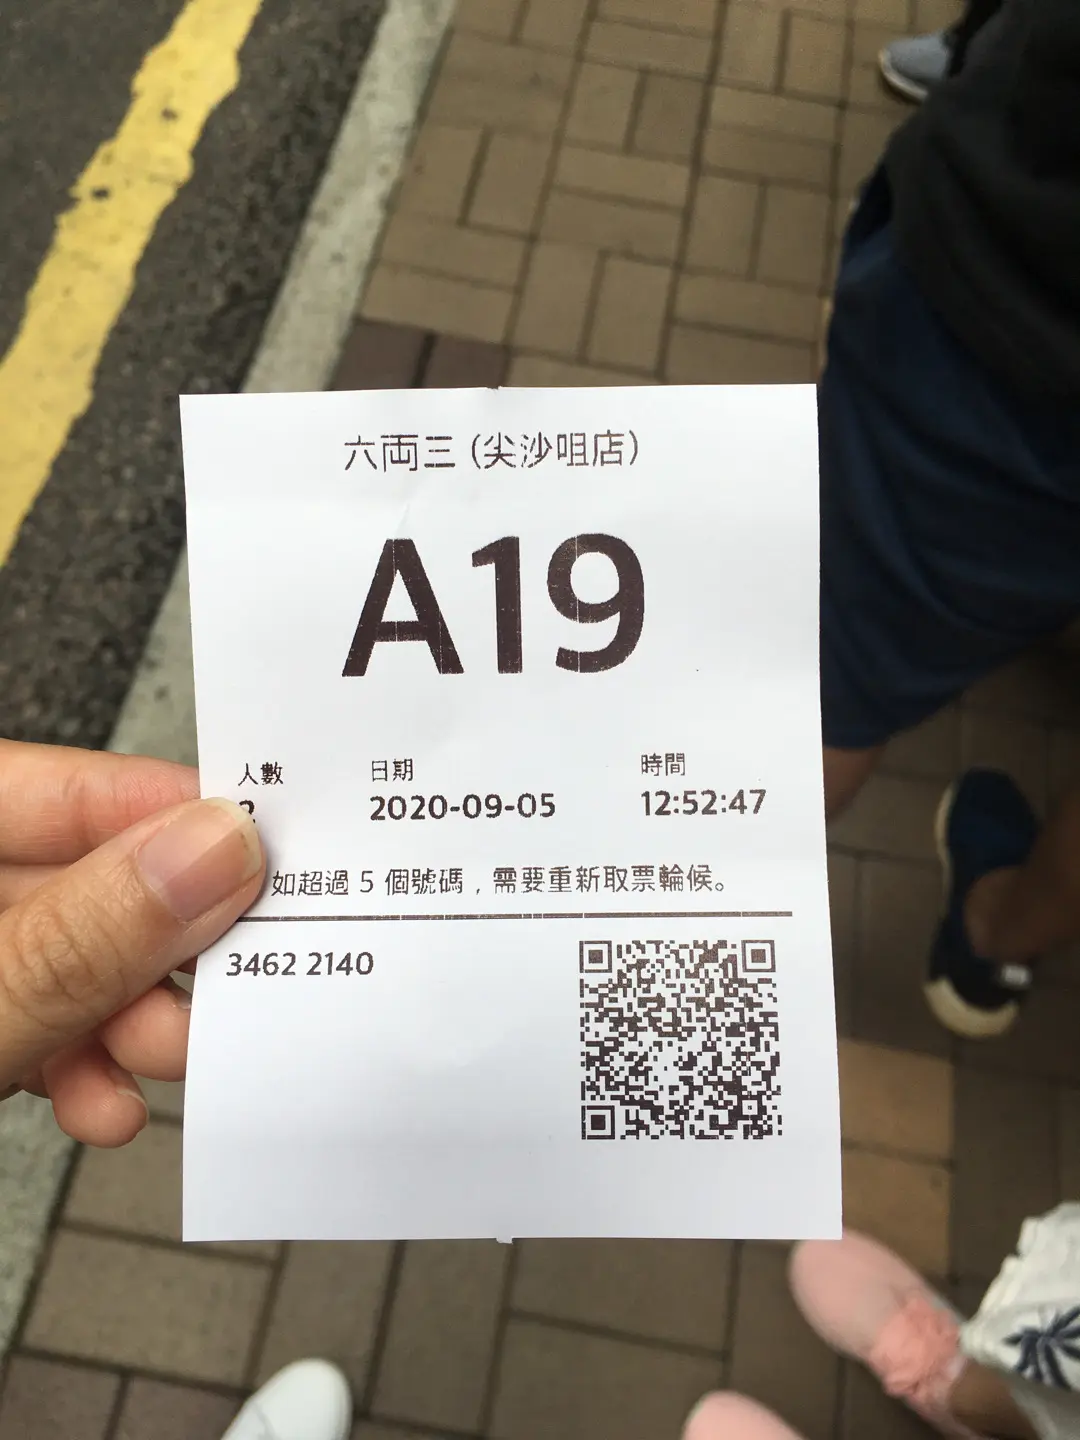 六両三 (尖沙咀店)
A19
人數 日期 時間
2 2020-09-05 12:52:47
如超過 5 個號碼，需要重新取票輪候。
3462 2140